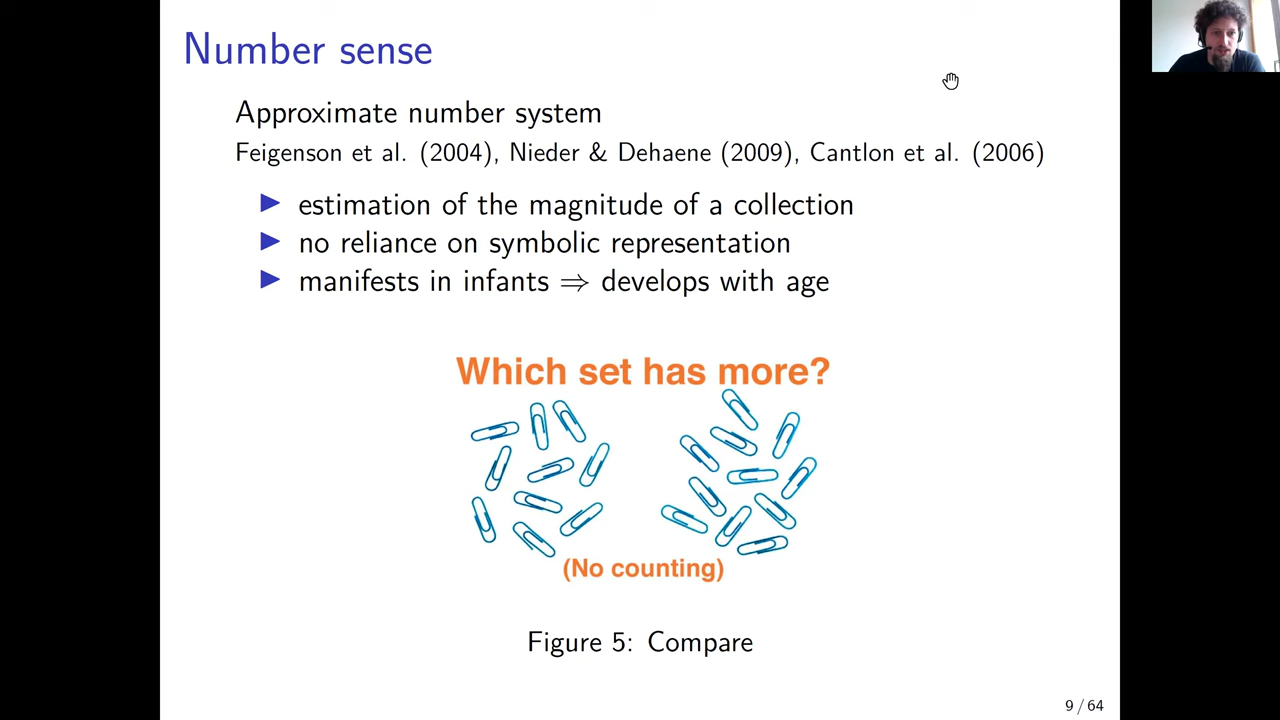 Number sense
Approximate number system
Feigenson et al. (2004), Nieder & Dehaene (2009), Cantlon et al. (2006)
estimation of the magnitude of a collection
no reliance on symbolic representation
manifests in infants ⇒ develops with age
Which set has more?
(No counting)
Figure 5: Compare
9 / 64